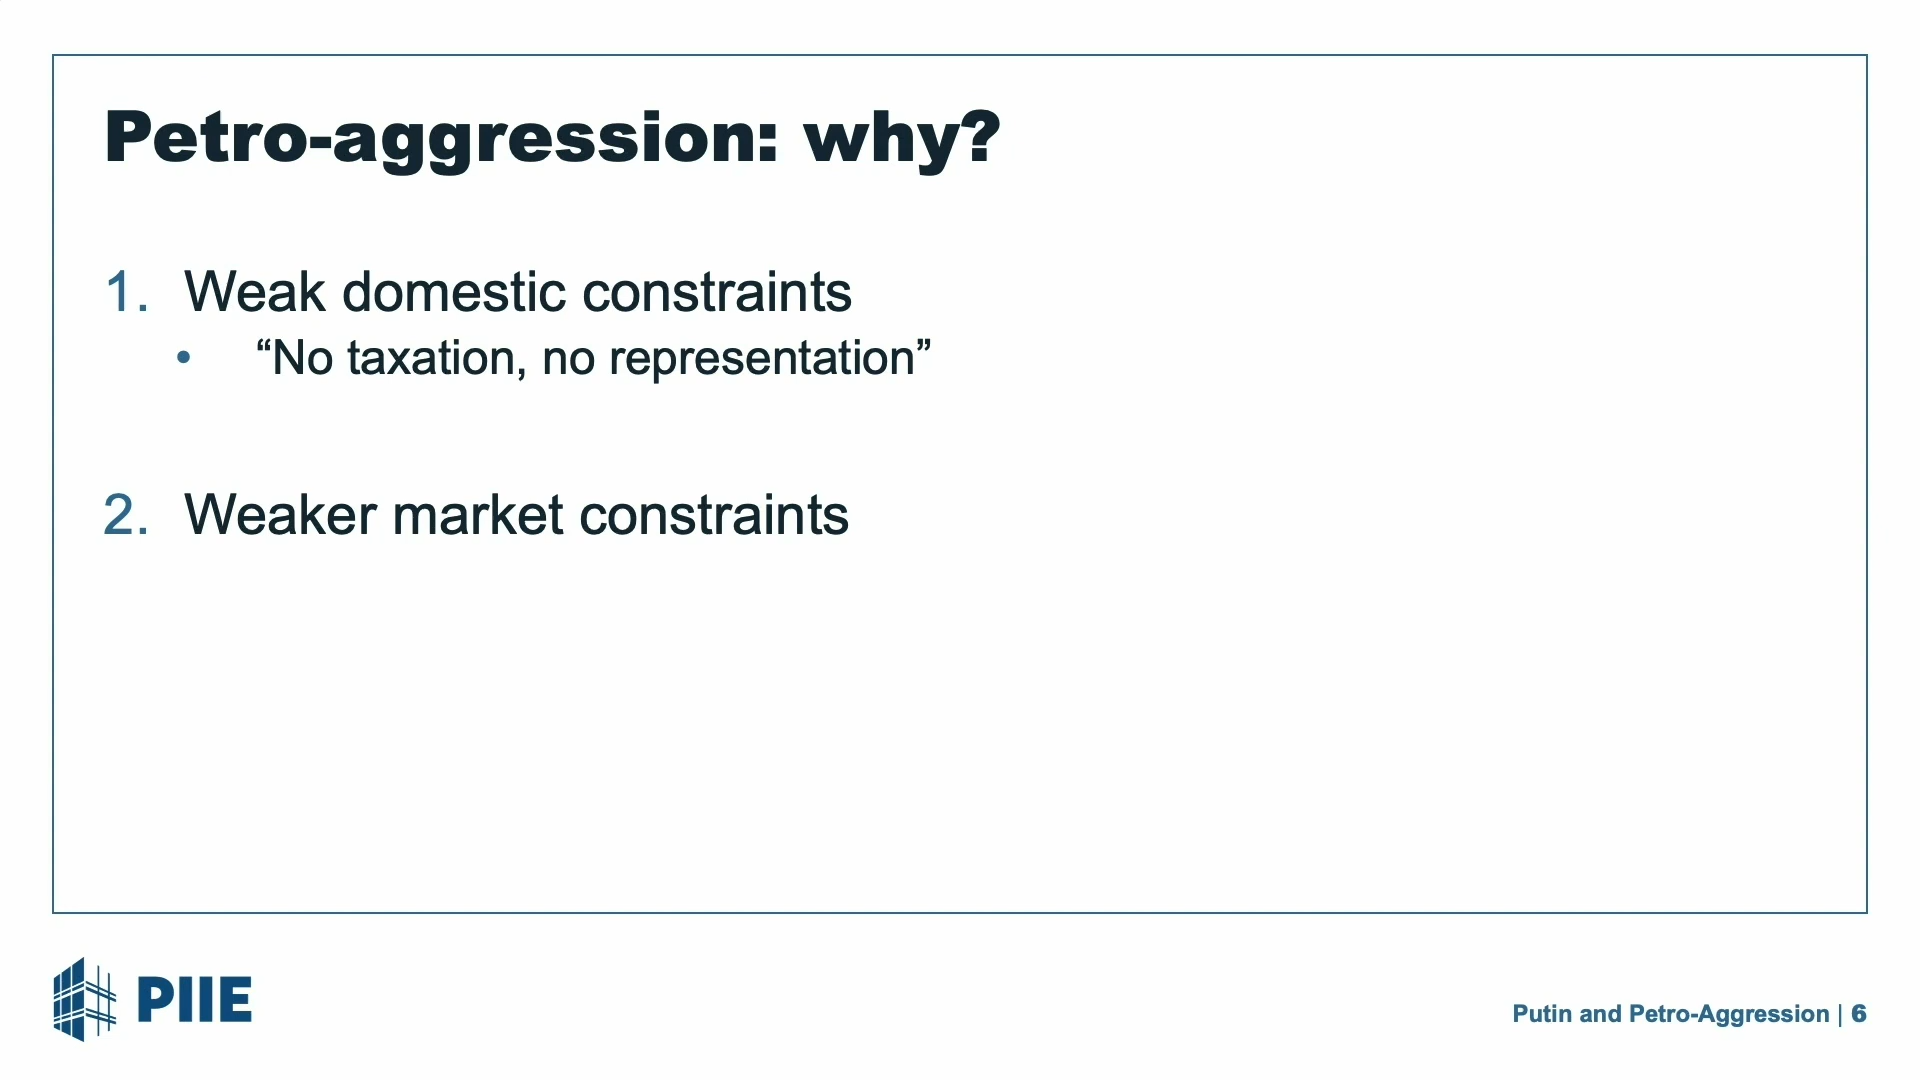 Petro-aggression: why?
1. Weak domestic constraints
• “No taxation, no representation”
2. Weaker market constraints
PIIE
Putin and Petro-Aggression | 6